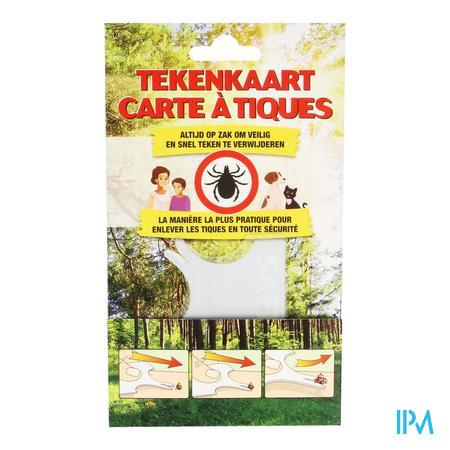 TEKENKAART
CARTE À TIQUES
ALTIJD OP ZAK OM VEILIG
EN SNEL TEKEN TE VERWIJDEREN
LA MANIÈRE LA PLUS PRATIQUE POUR
ENLEVER LES TIQUES EN TOUTE SÉCURITÉ
IPM